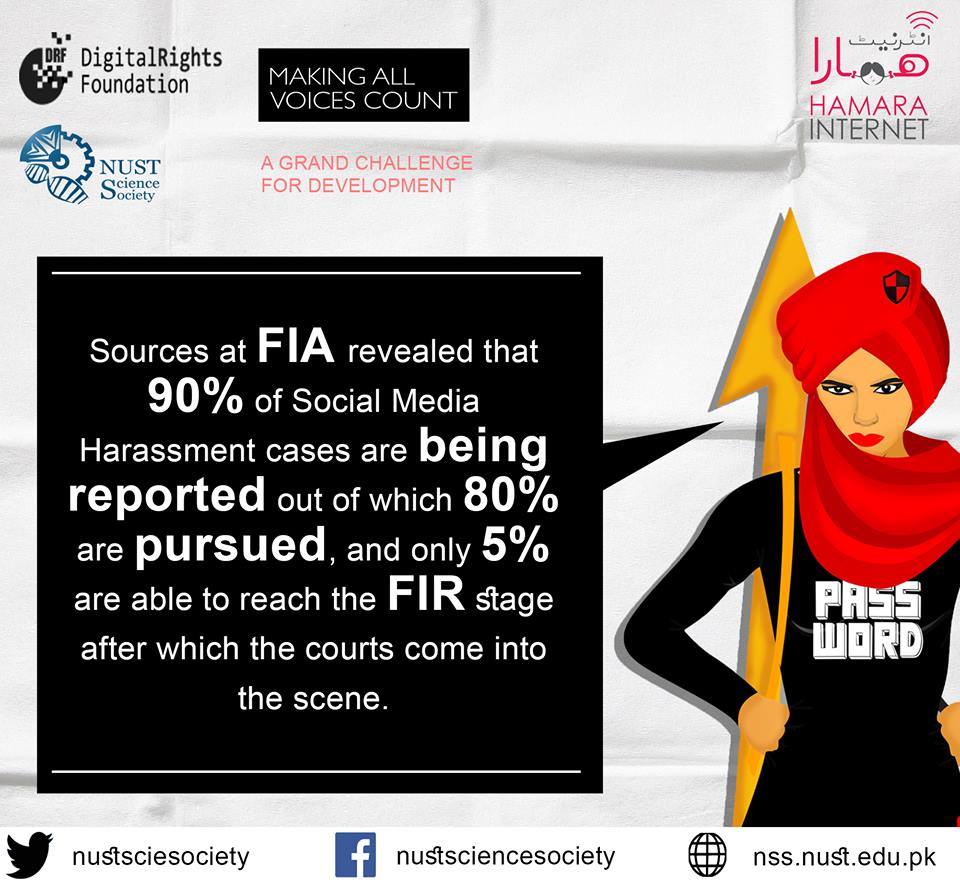 DRF
DigitalRights
Foundation
MAKING ALL
VOICES COUNT
A GRAND CHALLENGE
FOR DEVELOPMENT
NUST
Science
Society
انٹرنیٹ
ہمارا
HAMARA
INTERNET
Sources at FIA revealed that
90% of Social Media
Harassment cases are being
reported out of which 80%
are pursued, and only 5%
are able to reach the FIR stage
after which the courts come into
the scene.
PASS
WORD
nustsciesociety
nustsciencesociety
nss.nust.edu.pk